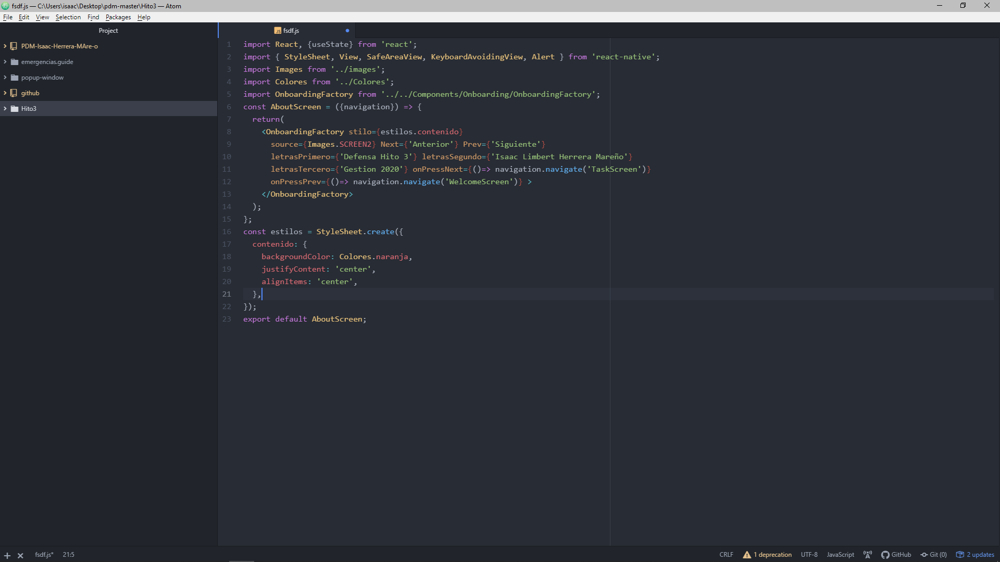 fsdf.js — C:\Users\isaac\Desktop\pdm-master\Hito3 — Atom
File Edit View Selection Find Packages Help
Project
PDM-Isaac-Herrera-MAre-o
emergencias.guide
popup-window
github
Hito3
JS fsdf.js
1 import React, {useState} from 'react';
2 import { StyleSheet, View, SafeAreaView, KeyboardAvoidingView, Alert } from 'react-native';
3 import Images from '../images';
4 import Colores from '../Colores';
5 import OnboardingFactory from '../../Components/Onboarding/OnboardingFactory';
6 const AboutScreen = ({navigation}) => {
7   return(
8     <OnboardingFactory stilo={estilos.contenido}
9       source={Images.SCREEN2} Next={'Anterior'} Prev={'Siguiente'}
10       letrasPrimero={'Defensa Hito 3'} letrasSegundo={'Isaac Limbert Herrera Mareño'}
11       letrasTercero={'Gestion 2020'} onPressNext={()=> navigation.navigate('TaskScreen')}
12       onPressPrev={()=> navigation.navigate('WelcomeScreen')} >
13     </OnboardingFactory>
14   );
15 };
16 const estilos = StyleSheet.create({
17   contenido: {
18     backgroundColor: Colores.naranja,
19     justifyContent: 'center',
20     alignItems: 'center',
21   },
22 });
23 export default AboutScreen;
fsdf.js* 21:5 CRLF 1 deprecation UTF-8 JavaScript GitHub Git (0) 2 updates